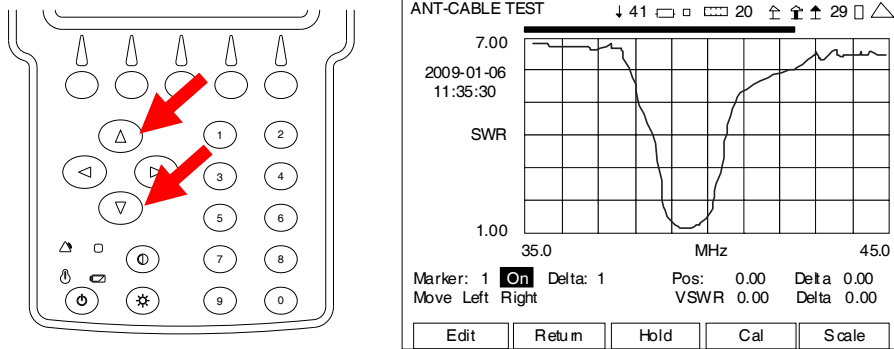 1 2
3 4
5 6
7 8
9 0
ANT-CABLE TEST 41 20 29
7.00
2009-01-06
11:35:30
SWR
1.00
35.0 MHz 45.0
Marker: 1 On Delta: 1 Pos: 0.00 Delta 0.00
Move Left Right VSWR 0.00 Delta 0.00
Edit Return Hold Cal Scale